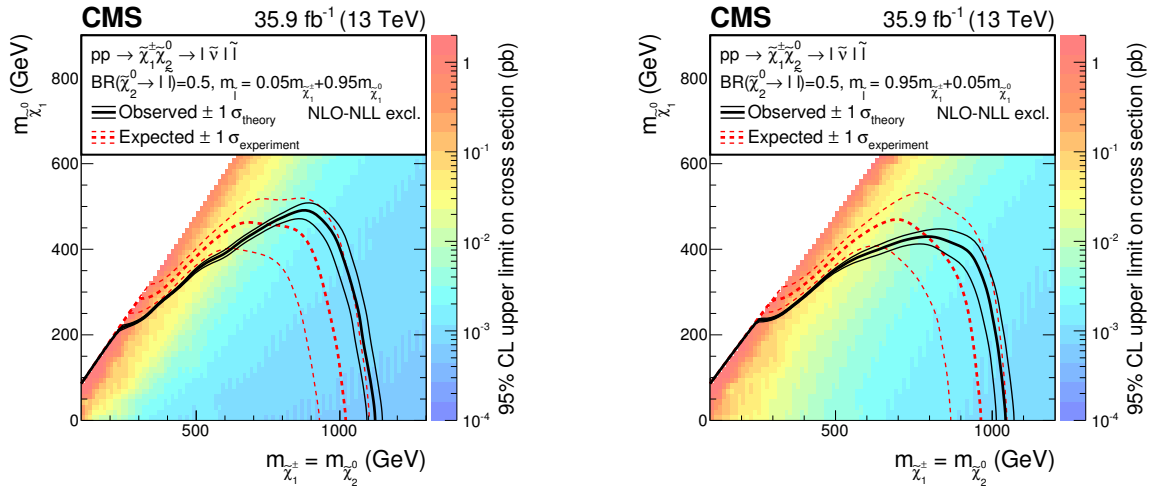 CMS 35.9 fb⁻¹ (13 TeV)
pp → χ̃₁±χ̃₂⁰ → l ν̃ l l̃
BR(χ̃₂⁰→ l l̃)=0.5, m_l̃ = 0.05m_χ̃₁±+0.95m_χ̃₁⁰
Observed ± 1 σ_theory NLO-NLL excl.
Expected ± 1 σ_experiment
m_χ̃₁⁰ (GeV)
800
600
400
200
0
500 1000
m_χ̃₁± = m_χ̃₂⁰ (GeV)
1
10⁻¹
10⁻²
10⁻³
10⁻⁴
95% CL upper limit on cross section (pb)
CMS 35.9 fb⁻¹ (13 TeV)
pp → χ̃₁±χ̃₂⁰ → l ν̃ l l̃
BR(χ̃₂⁰→ l l̃)=0.5, m_l̃ = 0.95m_χ̃₁±+0.05m_χ̃₁⁰
Observed ± 1 σ_theory NLO-NLL excl.
Expected ± 1 σ_experiment
m_χ̃₁⁰ (GeV)
800
600
400
200
0
500 1000
m_χ̃₁± = m_χ̃₂⁰ (GeV)
1
10⁻¹
10⁻²
10⁻³
10⁻⁴
95% CL upper limit on cross section (pb)